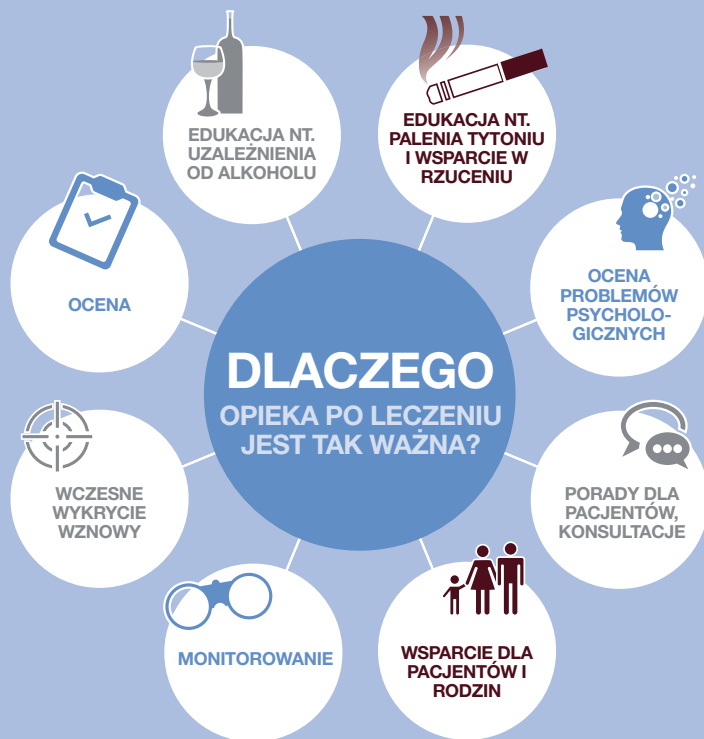 DLACZEGO
OPIEKA PO LECZENIU
JEST TAK WAŻNA?
EDUKACJA NT.
UZALEŻNIENIA
OD ALKOHOLU
EDUKACJA NT.
PALENIA TYTONIU
I WSPARCIE W
RZUCENIU
OCENA
PROBLEMÓW
PSYCHOLO-
GICZNYCH
PORADY DLA
PACJENTÓW,
KONSULTACJE
WSPARCIE DLA
PACJENTÓW I
RODZIN
MONITOROWANIE
WCZESNE
WYKRYCIE
WZNOWY
OCENA